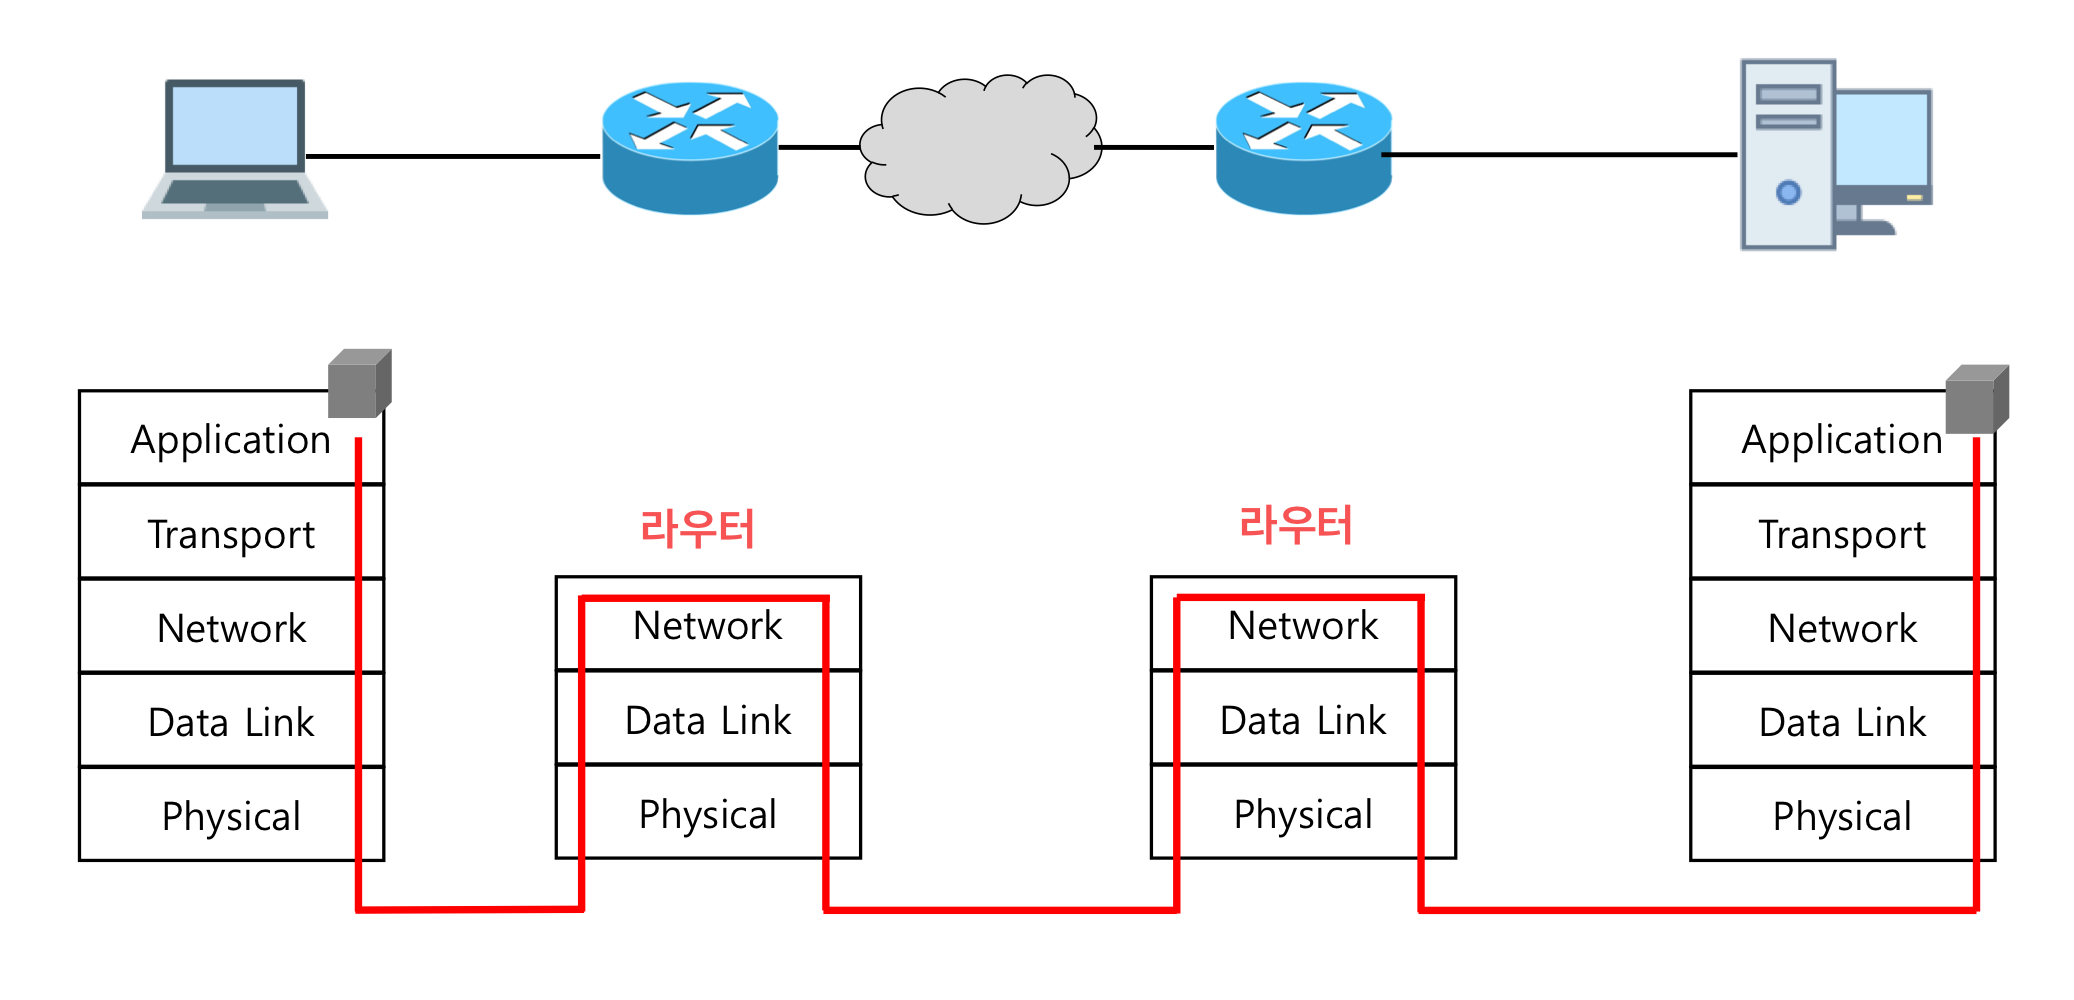 Application
Transport
Network
Data Link
Physical
라우터
Network
Data Link
Physical
라우터
Network
Data Link
Physical
Application
Transport
Network
Data Link
Physical